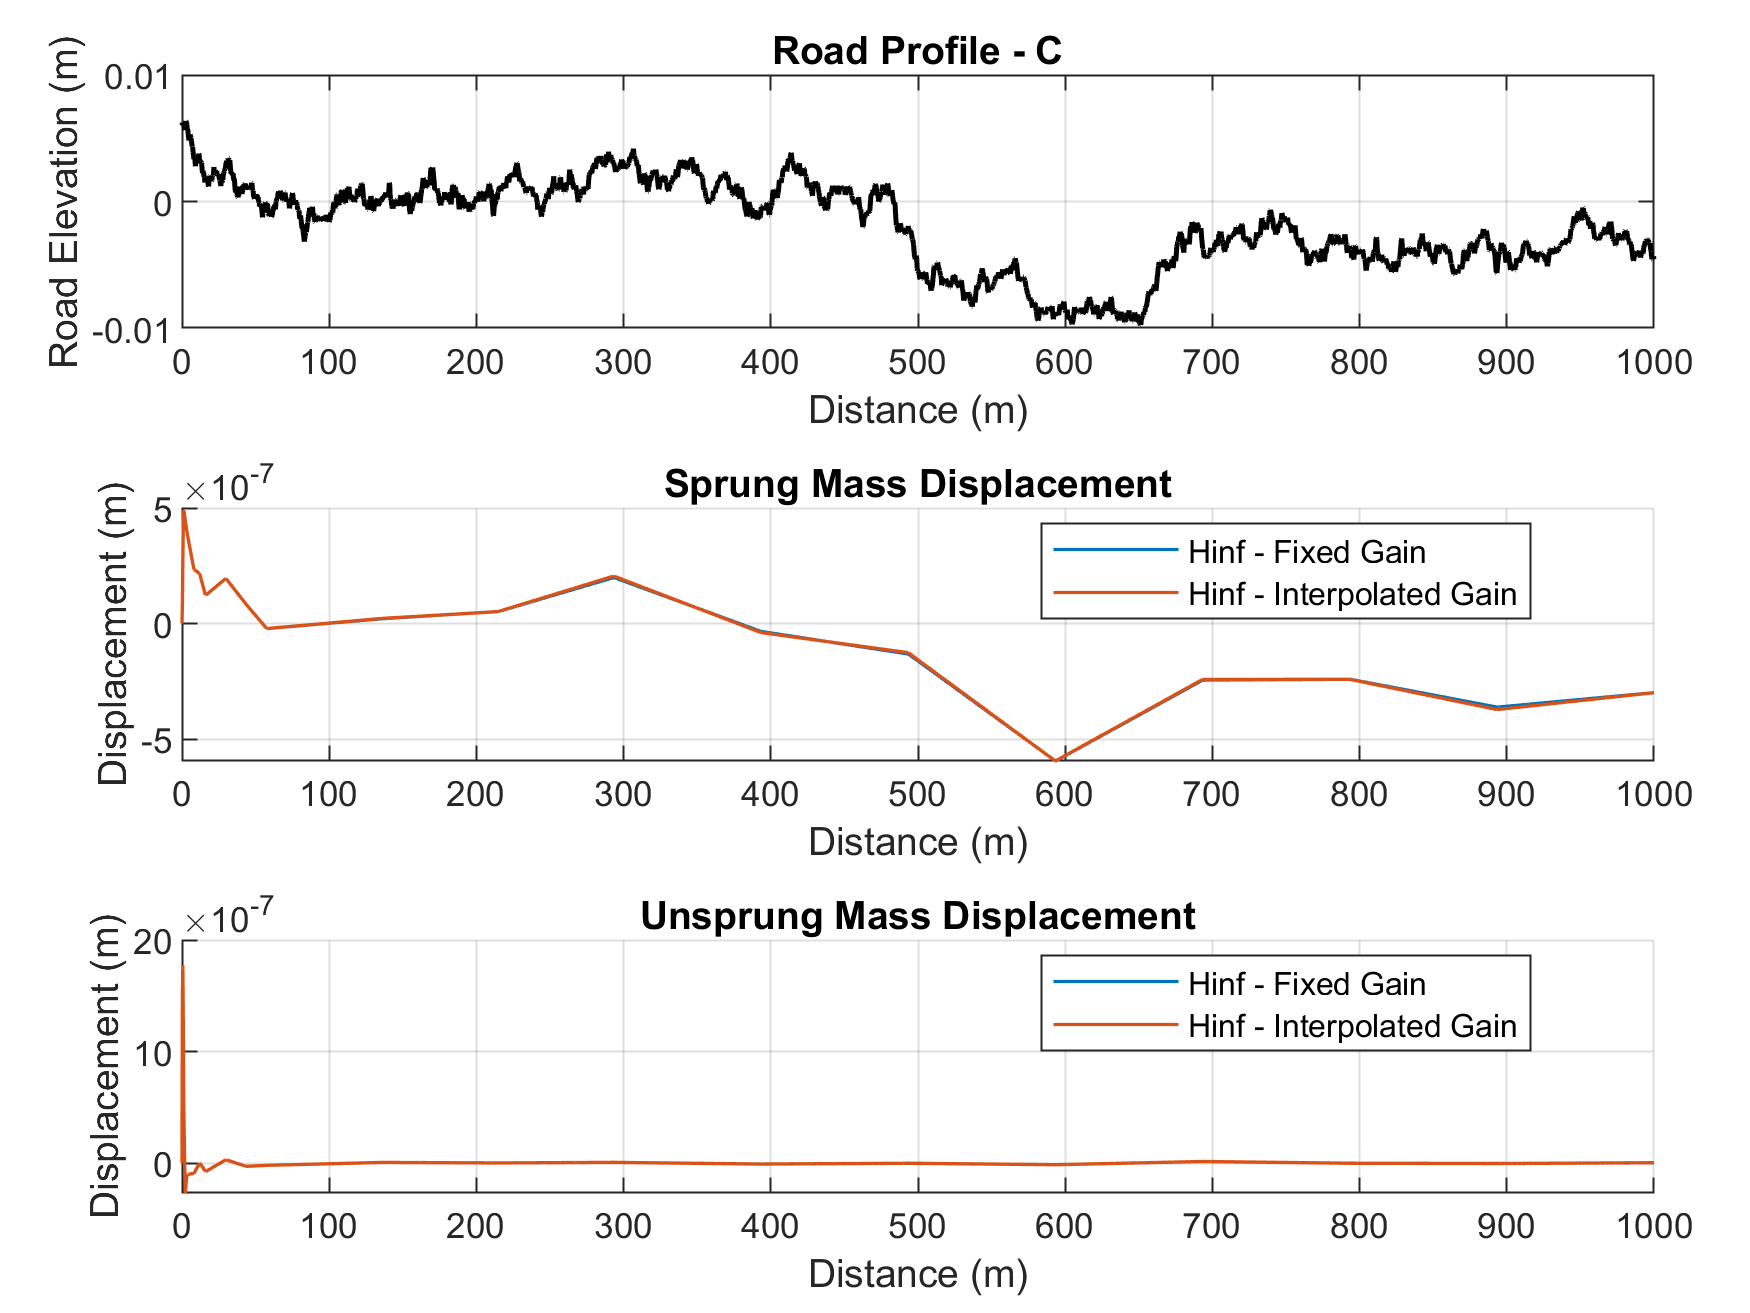 Road Profile - C
Road Elevation (m)
0.01
0
-0.01
0 100 200 300 400 500 600 700 800 900 1000
Distance (m)
Sprung Mass Displacement
×10-7
Displacement (m)
5
0
-5
Hinf - Fixed Gain
Hinf - Interpolated Gain
0 100 200 300 400 500 600 700 800 900 1000
Distance (m)
Unsprung Mass Displacement
×10-7
Displacement (m)
20
10
0
Hinf - Fixed Gain
Hinf - Interpolated Gain
0 100 200 300 400 500 600 700 800 900 1000
Distance (m)